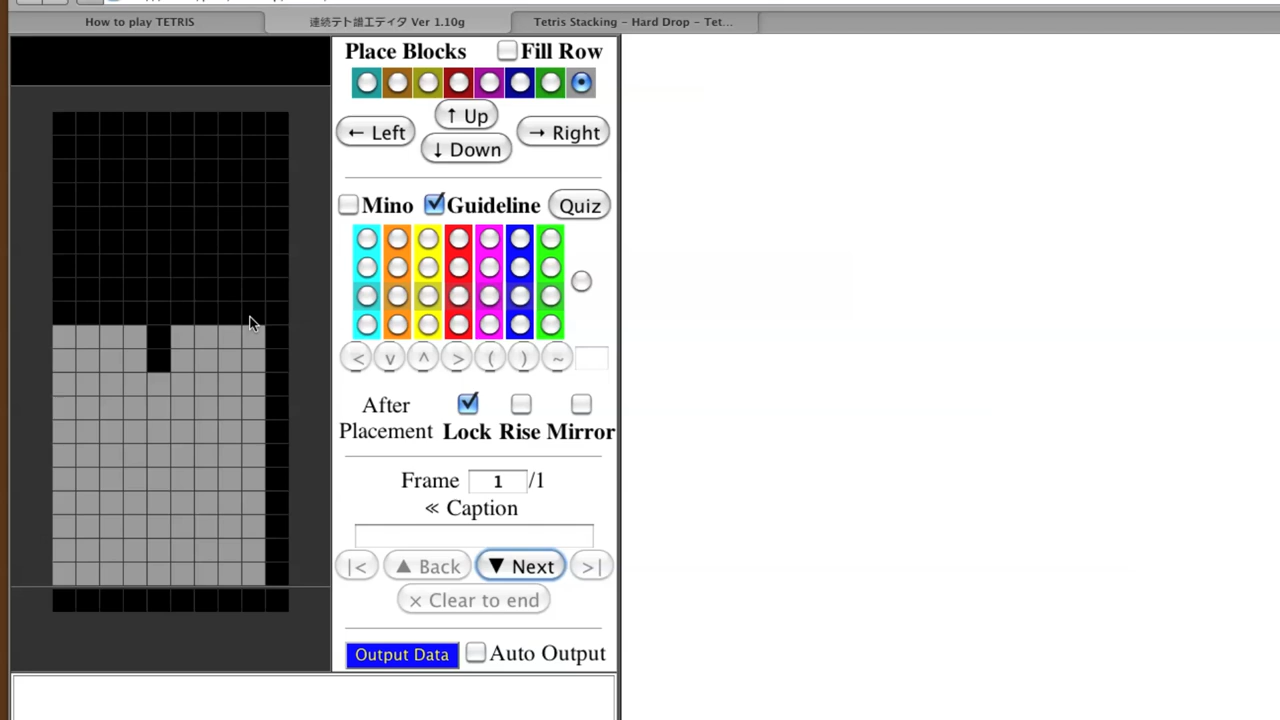 How to play TETRIS
連続テト譜エディタ Ver 1.10g
Tetris Stacking – Hard Drop – Tet...
Place Blocks
Fill Row
↑ Up
← Left
→ Right
↓ Down
Mino
Guideline
Quiz
< v ^ > ( ) ~
After
Placement
Lock Rise Mirror
Frame 1 /1
≪ Caption
|< ▲ Back ▼ Next >|
× Clear to end
Output Data
Auto Output